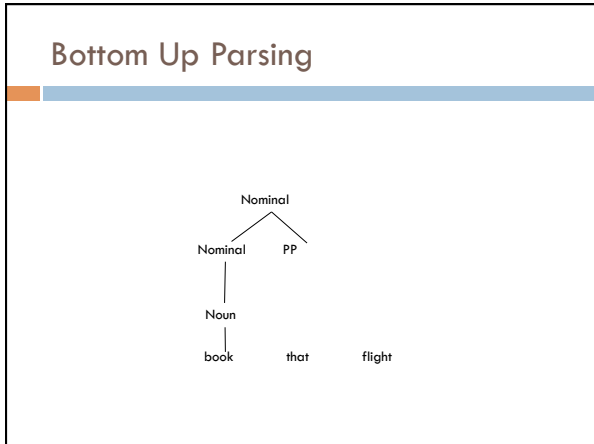 Bottom Up Parsing
Nominal
Nominal PP
Noun
book that flight